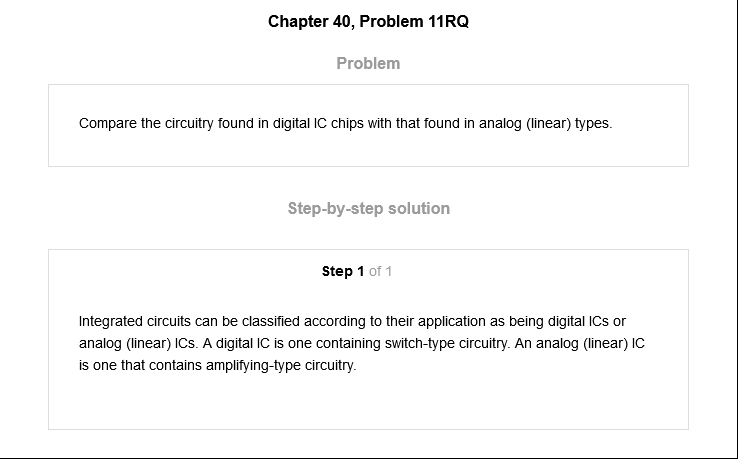 Chapter 40, Problem 11RQ
Problem
Compare the circuitry found in digital IC chips with that found in analog (linear) types.
Step-by-step solution
Step 1 of 1
Integrated circuits can be classified according to their application as being digital ICs or
analog (linear) ICs. A digital IC is one containing switch-type circuitry. An analog (linear) IC
is one that contains amplifying-type circuitry.